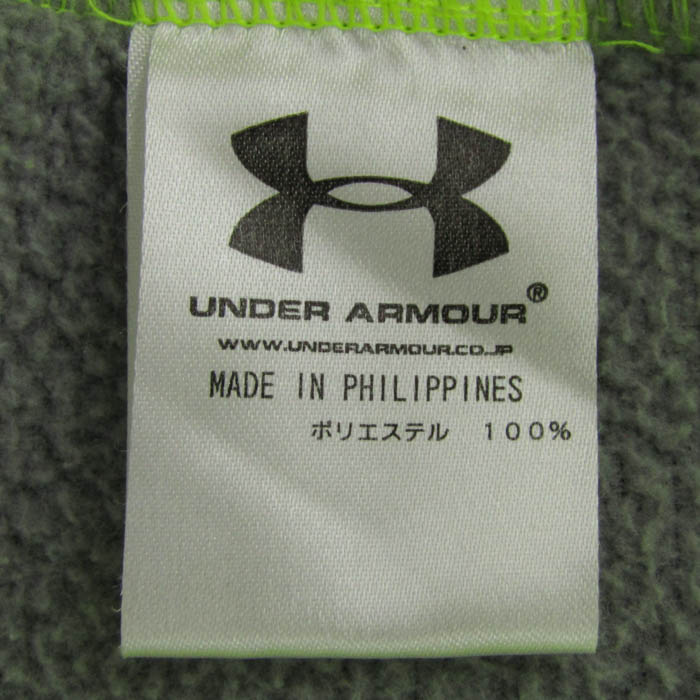 UNDER ARMOUR®
WWW.UNDERARMOUR.CO.JP
MADE IN PHILIPPINES
ポリエステル 100%